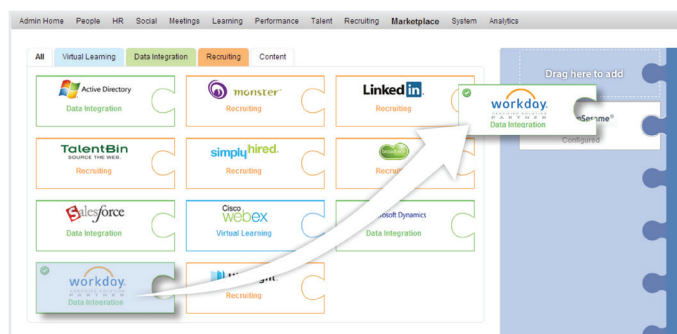 Admin Home People HR Social Meetings Learning Performance Talent Recruiting Marketplace System Analytics
All Virtual Learning Data Integration Recruiting Content
Drag here to add
Active Directory
Data Integration
monster
Recruiting
Linked in.
Recruiting
workday.
PARTNER
Data Integration
Configured
TalentBin
SOURCE THE WEB.
Recruiting
simplyhired.
Recruiting
Salesforce
Data Integration
Cisco
webex
Virtual Learning
Dynamics
Data Integration
workday.
PARTNER
Data Integration
Recruiting